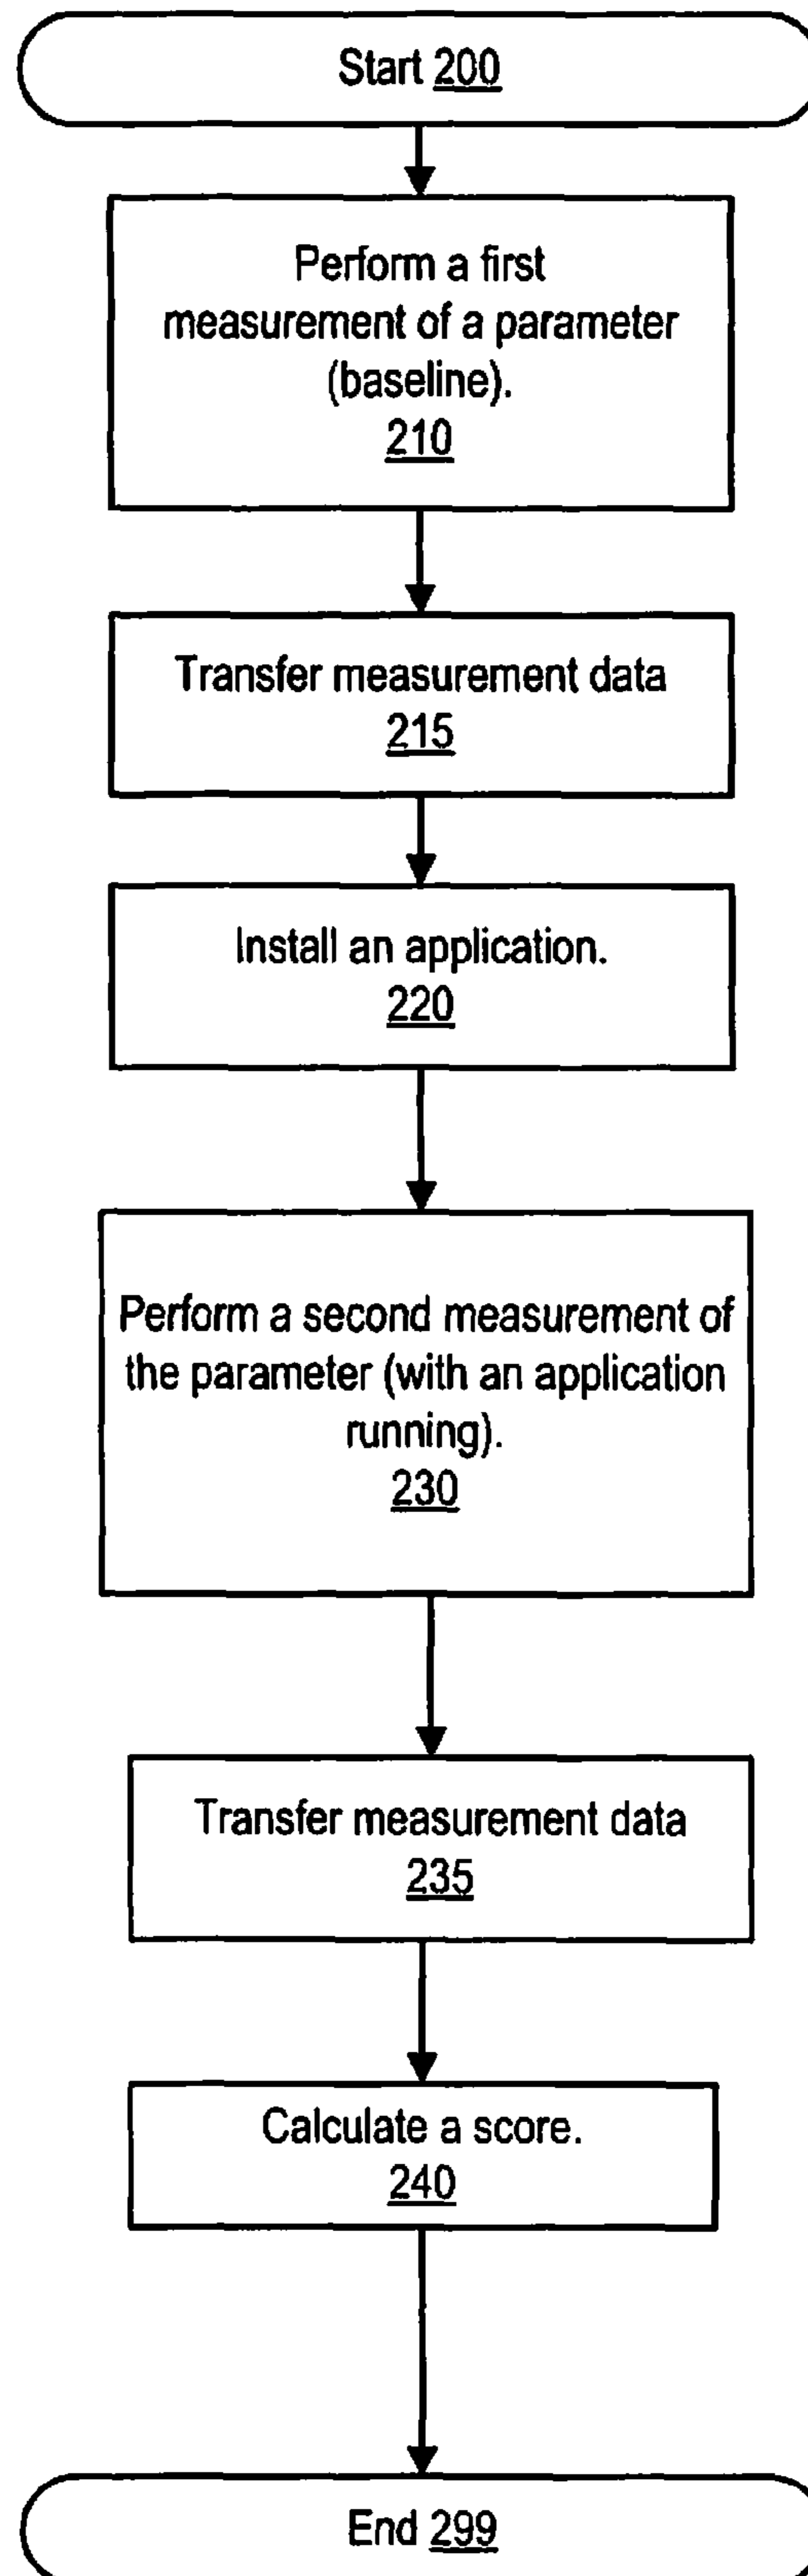 Start 200
Perform a first
measurement of a parameter
(baseline).
210
Transfer measurement data
215
Install an application.
220
Perform a second measurement of
the parameter (with an application
running).
230
Transfer measurement data
235
Calculate a score.
240
End 299